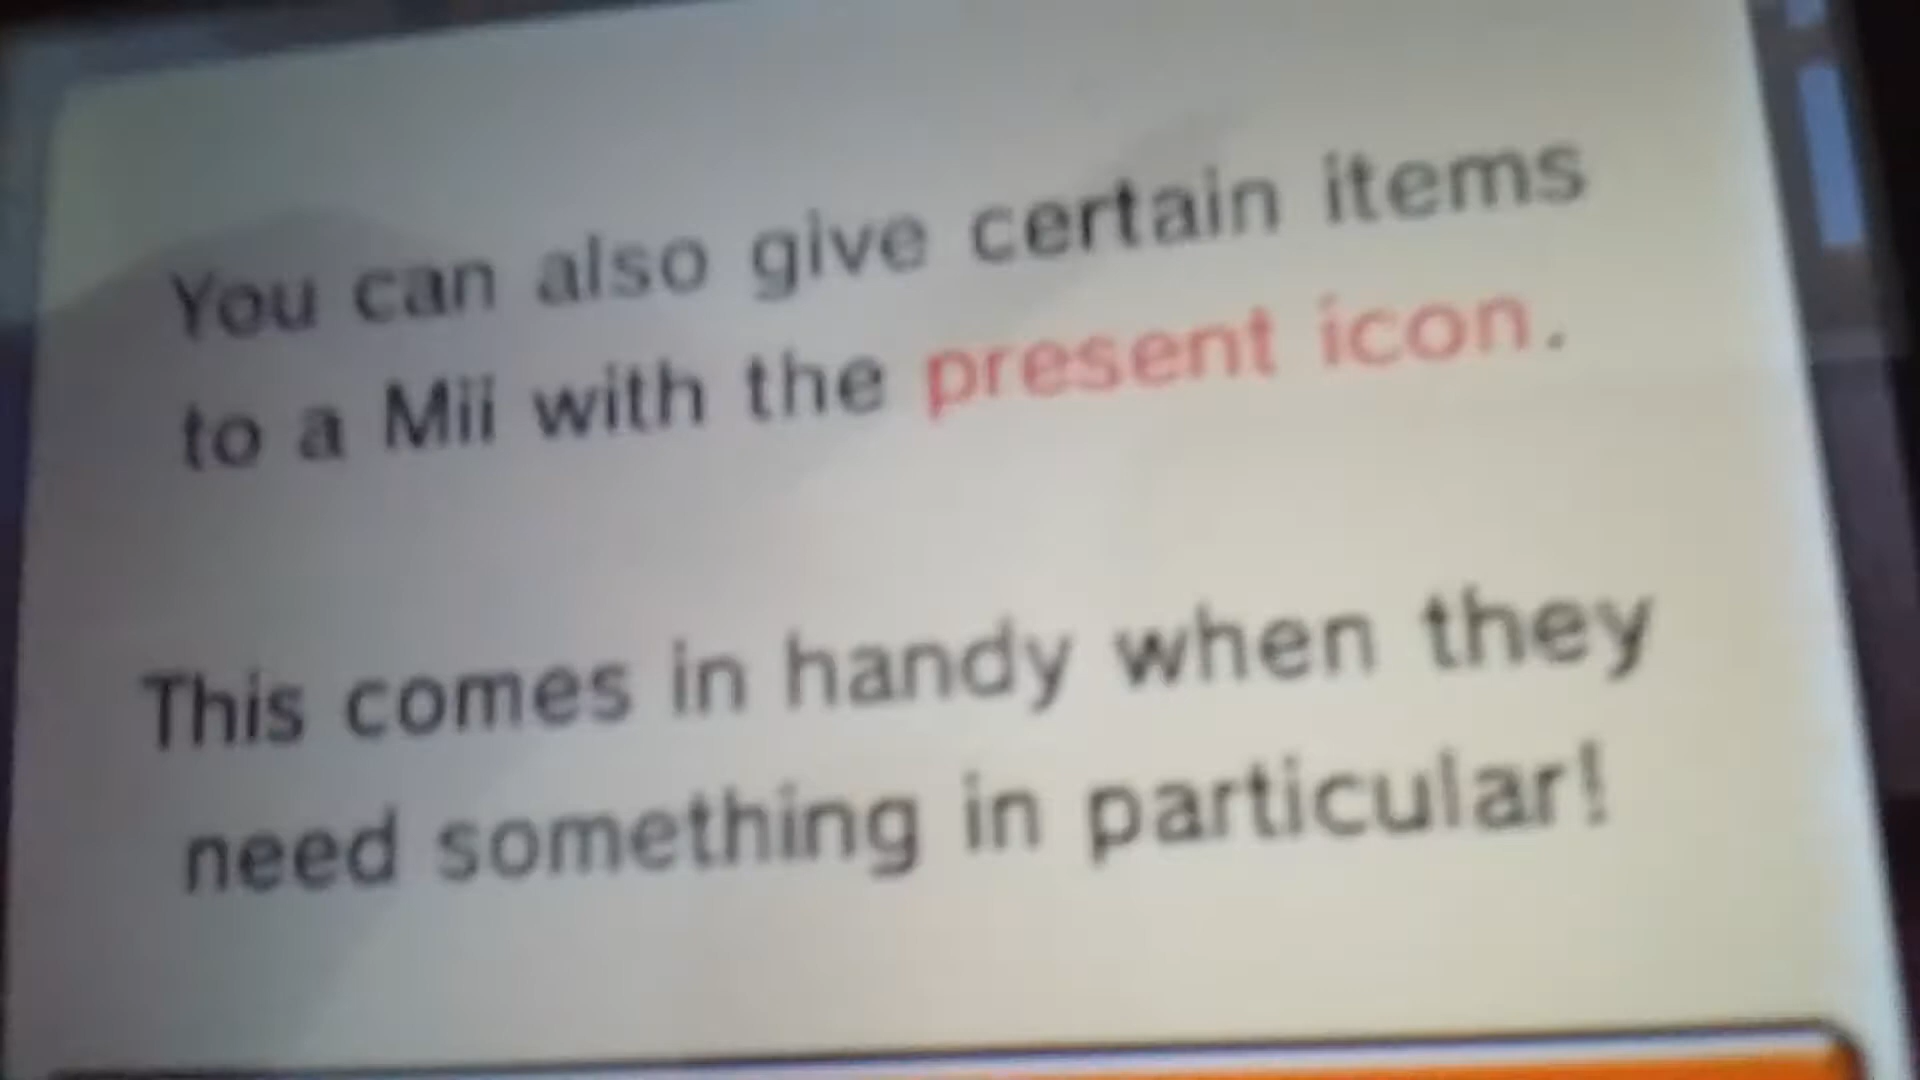 You can also give certain items
to a Mii with the present icon.
This comes in handy when they
need something in particular!